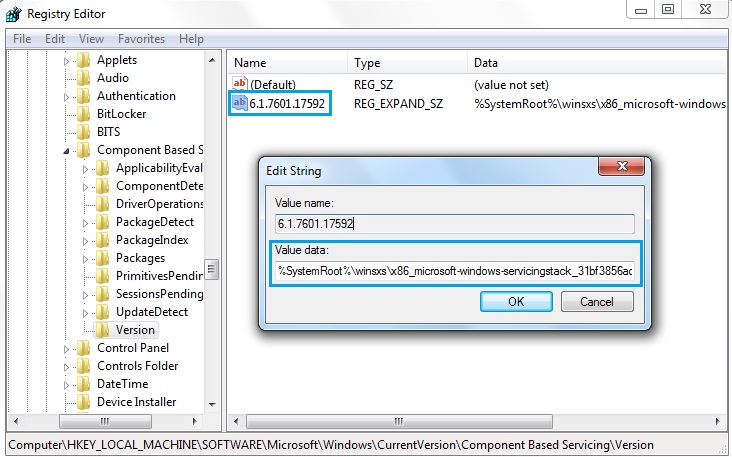 Registry Editor
File Edit View Favorites Help
Applets
Audio
Authentication
BitLocker
BITS
Component Based S
ApplicabilityEval
ComponentDete
DriverOperations
PackageDetect
PackageIndex
Packages
PrimitivesPendin
SessionsPending
UpdateDetect
Version
Control Panel
Controls Folder
DateTime
Device Installer
Name Type Data
ab (Default) REG_SZ (value not set)
ab 6.1.7601.17592 REG_EXPAND_SZ %SystemRoot%\winsxs\x86_microsoft-windows
Edit String
Value name:
6.1.7601.17592
Value data:
%SystemRoot%\winsxs\x86_microsoft-windows-servicingstack_31bf3856ac
OK Cancel
Computer\HKEY_LOCAL_MACHINE\SOFTWARE\Microsoft\Windows\CurrentVersion\Component Based Servicing\Version